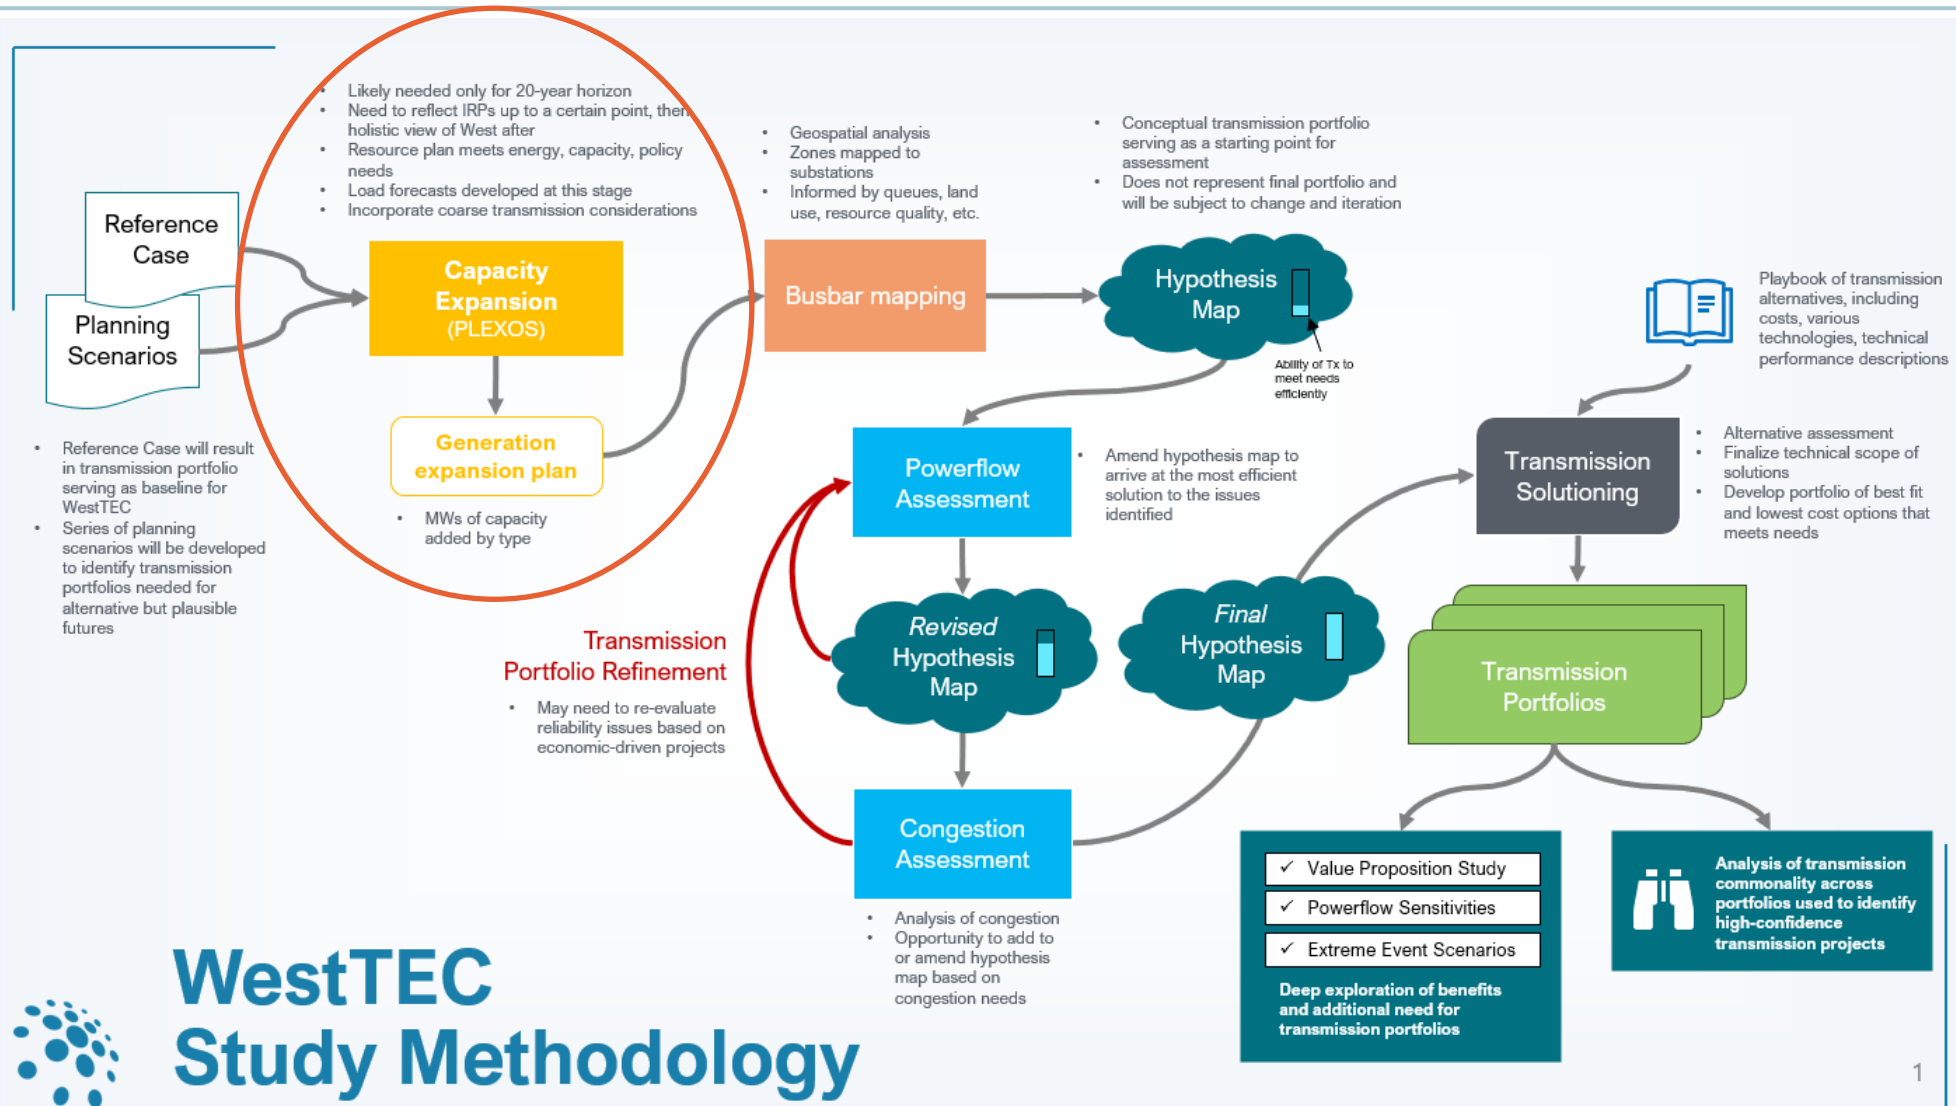 • Likely needed only for 20-year horizon
• Need to reflect IRPs up to a certain point, then
holistic view of West after
• Resource plan meets energy, capacity, policy
needs
• Load forecasts developed at this stage
• Incorporate coarse transmission considerations
Reference
Case
Planning
Scenarios
• Reference Case will result
in transmission portfolio
serving as baseline for
WestTEC
• Series of planning
scenarios will be developed
to identify transmission
portfolios needed for
alternative but plausible
futures
Capacity
Expansion
(PLEXOS)
Generation
expansion plan
• MWs of capacity
added by type
• Geospatial analysis
• Zones mapped to
substations
• Informed by queues, land
use, resource quality, etc.
Busbar mapping
• Conceptual transmission portfolio
serving as a starting point for
assessment
• Does not represent final portfolio and
will be subject to change and iteration
Hypothesis
Map
Ability of Tx to
meet needs
efficiently
Powerflow
Assessment
• Amend hypothesis map to
arrive at the most efficient
solution to the issues
identified
Transmission
Portfolio Refinement
• May need to re-evaluate
reliability issues based on
economic-driven projects
Revised
Hypothesis
Map
Congestion
Assessment
• Analysis of congestion
• Opportunity to add to
or amend hypothesis
map based on
congestion needs
Final
Hypothesis
Map
Playbook of transmission
alternatives, including
costs, various
technologies, technical
performance descriptions
Transmission
Solutioning
• Alternative assessment
• Finalize technical scope of
solutions
• Develop portfolio of best fit
and lowest cost options that
meets needs
Transmission
Portfolios
✓ Value Proposition Study
✓ Powerflow Sensitivities
✓ Extreme Event Scenarios
Deep exploration of benefits
and additional need for
transmission portfolios
Analysis of transmission
commonality across
portfolios used to identify
high-confidence
transmission projects
WestTEC
Study Methodology
1